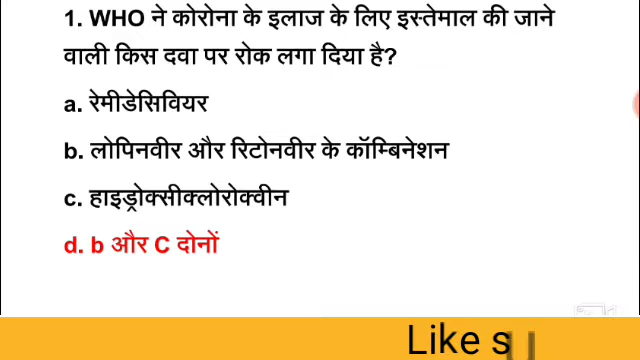 1. WHO ने कोरोना के इलाज के लिए इस्तेमाल की जाने
वाली किस दवा पर रोक लगा दिया है?
a. रेमीडेसिवियर
b. लोपिनवीर और रिटोनवीर के कॉम्बिनेशन
c. हाइड्रोक्सीक्लोरोक्वीन
d. b और C दोनों
Like s